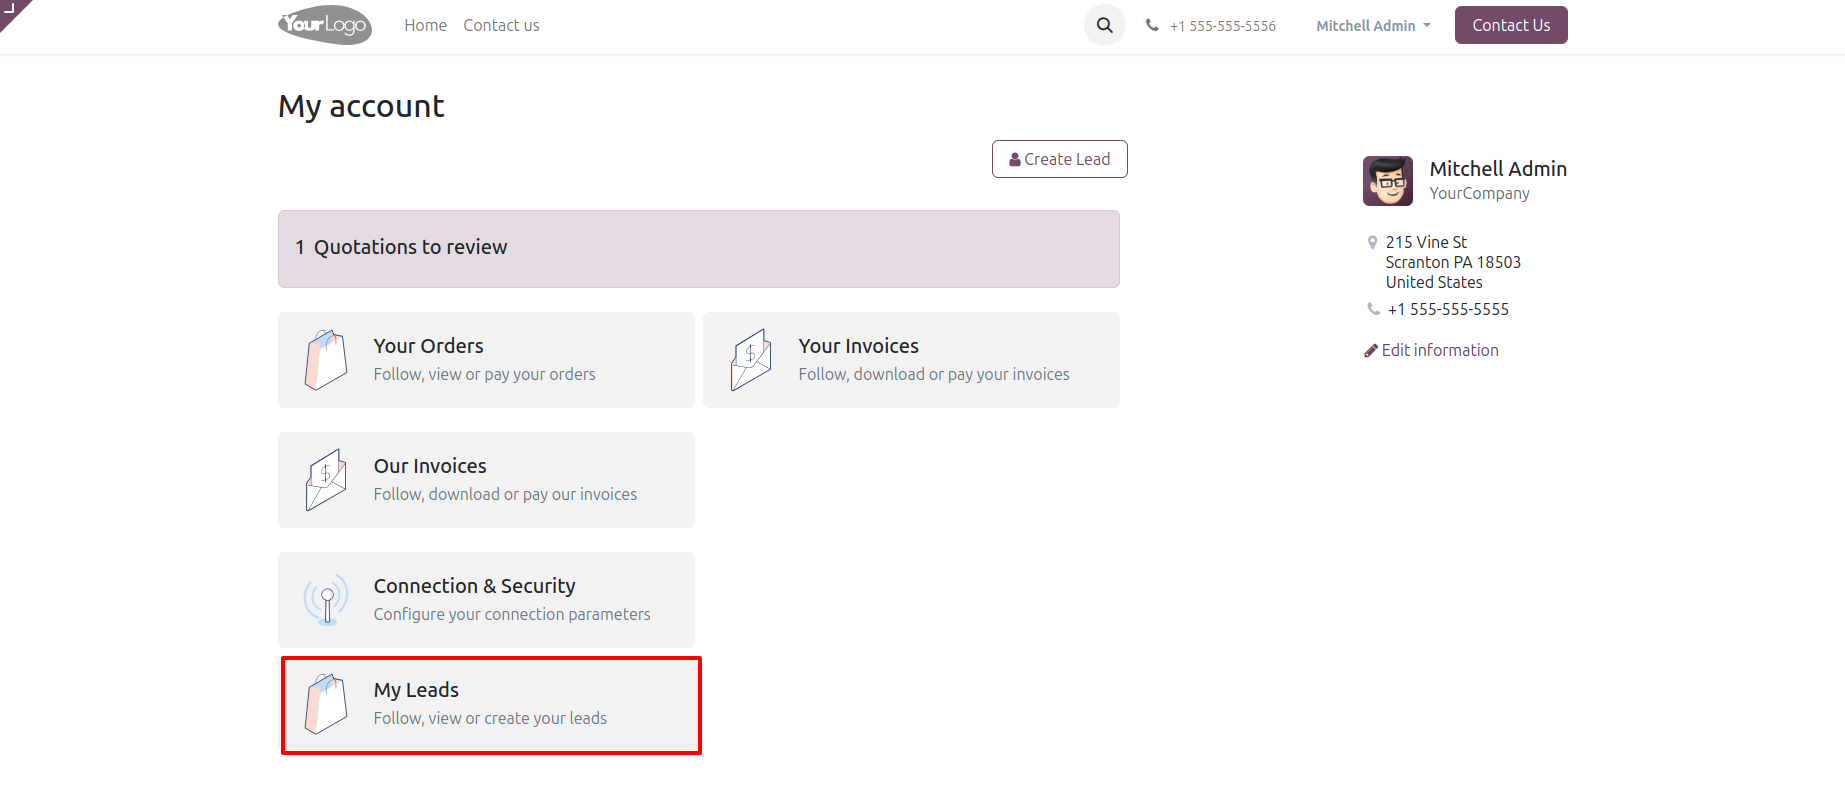 YourLogo
Home
Contact us
+1 555-555-5556
Mitchell Admin
Contact Us
My account
Create Lead
1 Quotations to review
Your Orders
Follow, view or pay your orders
Your Invoices
Follow, download or pay your invoices
Our Invoices
Follow, download or pay our invoices
Connection & Security
Configure your connection parameters
My Leads
Follow, view or create your leads
Mitchell Admin
YourCompany
215 Vine St
Scranton PA 18503
United States
+1 555-555-5555
Edit information